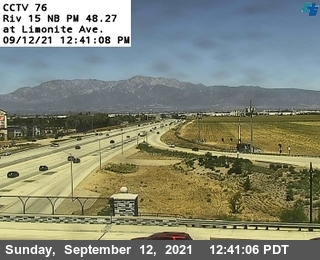 CCTV 76
Riv 15 NB PM 48.27
at Limonite Ave.
09/12/21 12:41:08 PM
Sunday, September 12, 2021 12:41:06 PDT